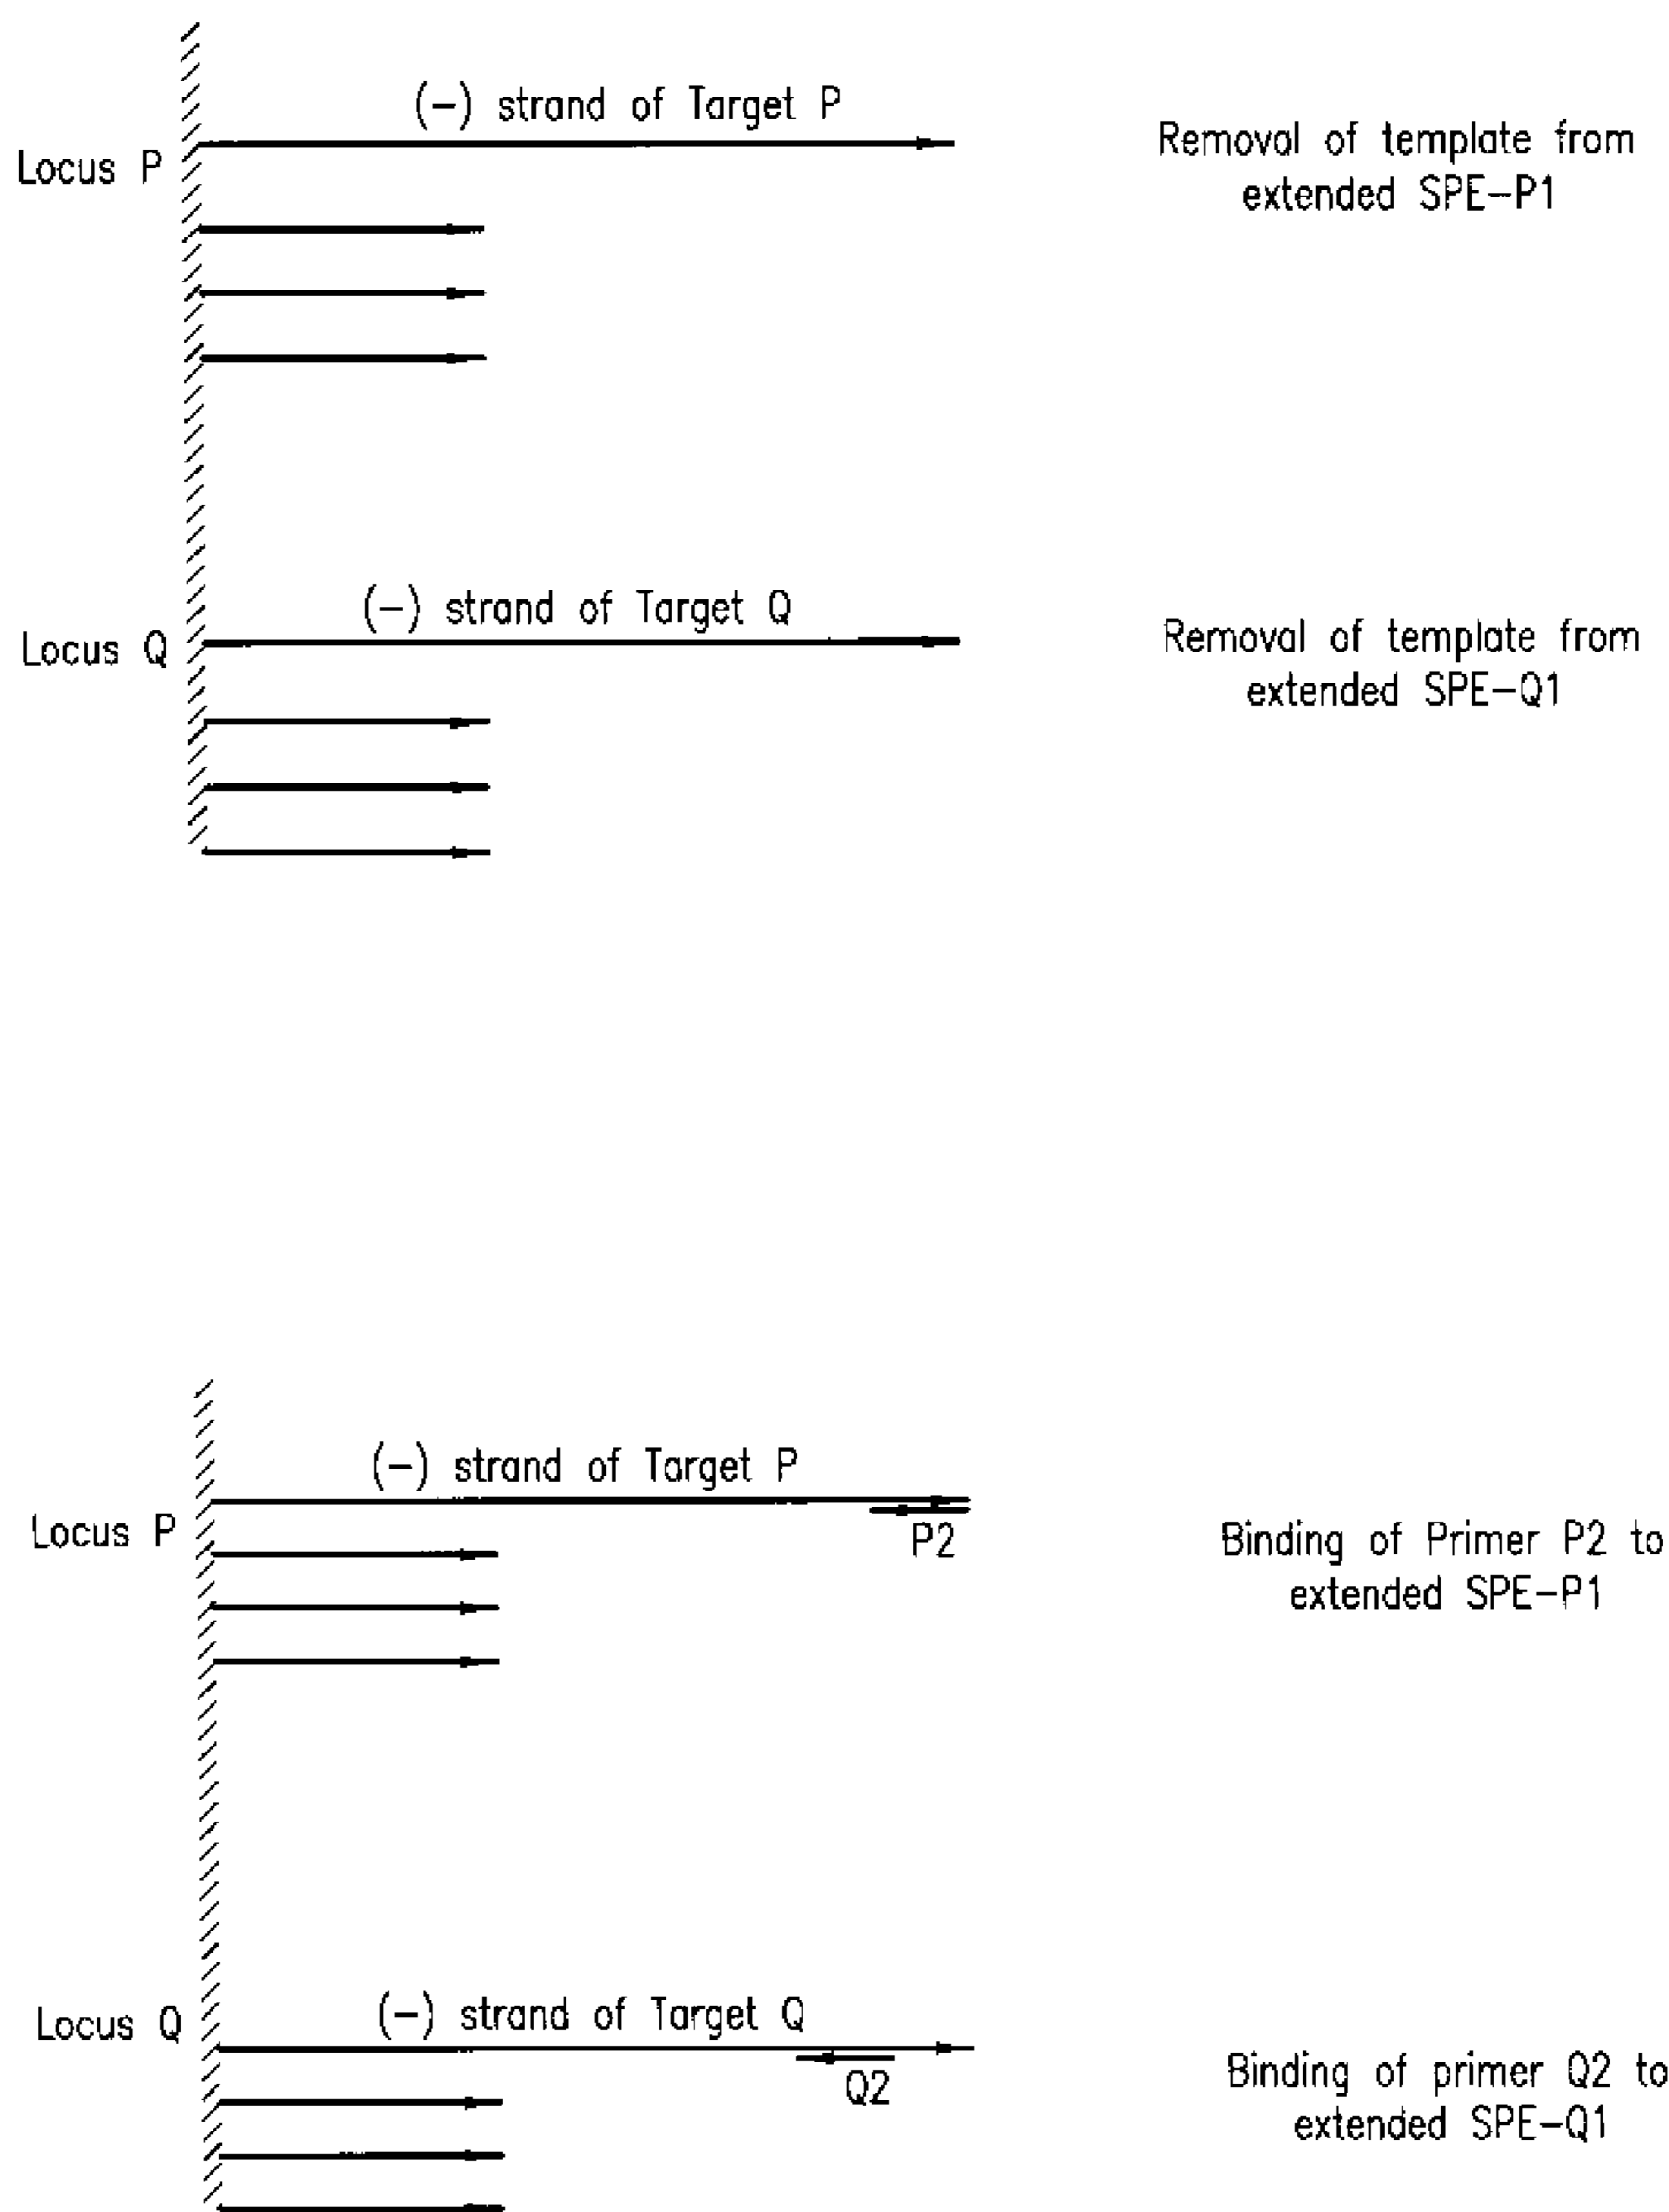 (−) strand of Target P
Locus P
Removal of template from
extended SPE−P1
(−) strand of Target Q
Locus Q
Removal of template from
extended SPE−Q1
(−) strand of Target P
Locus P
P2
Binding of Primer P2 to
extended SPE−P1
(−) strand of Target Q
Locus Q
Q2
Binding of primer Q2 to
extended SPE−Q1